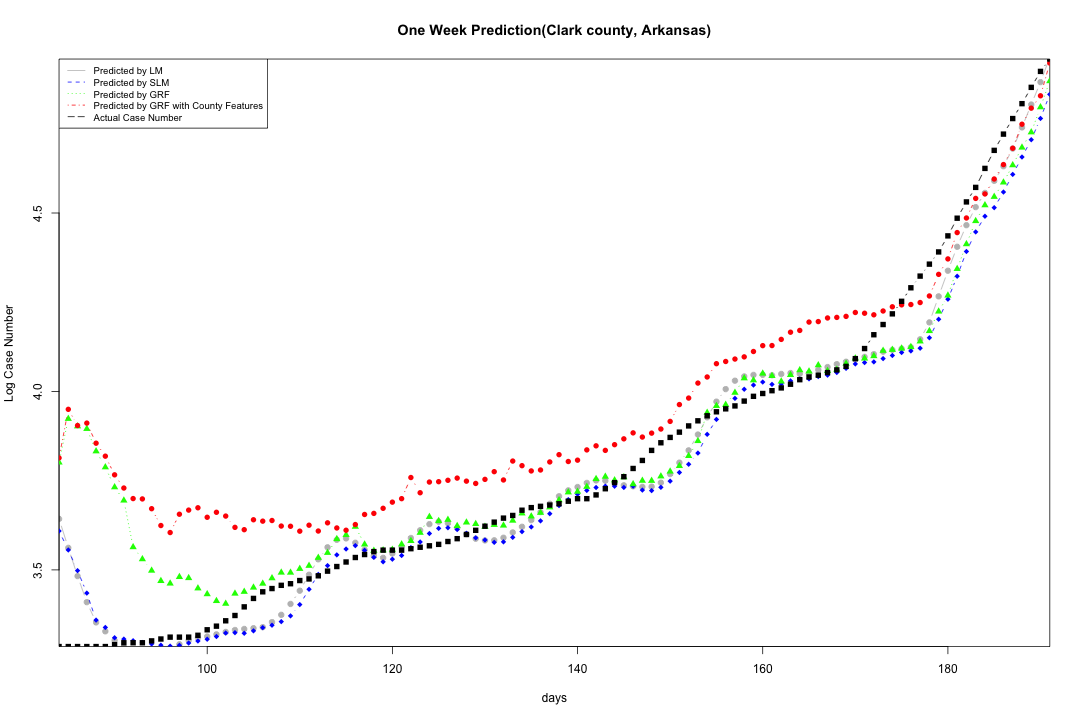 One Week Prediction(Clark county, Arkansas)
Predicted by LM
Predicted by SLM
Predicted by GRF
Predicted by GRF with County Features
Actual Case Number
Log Case Number
4.5
4.0
3.5
100 120 140 160 180
days